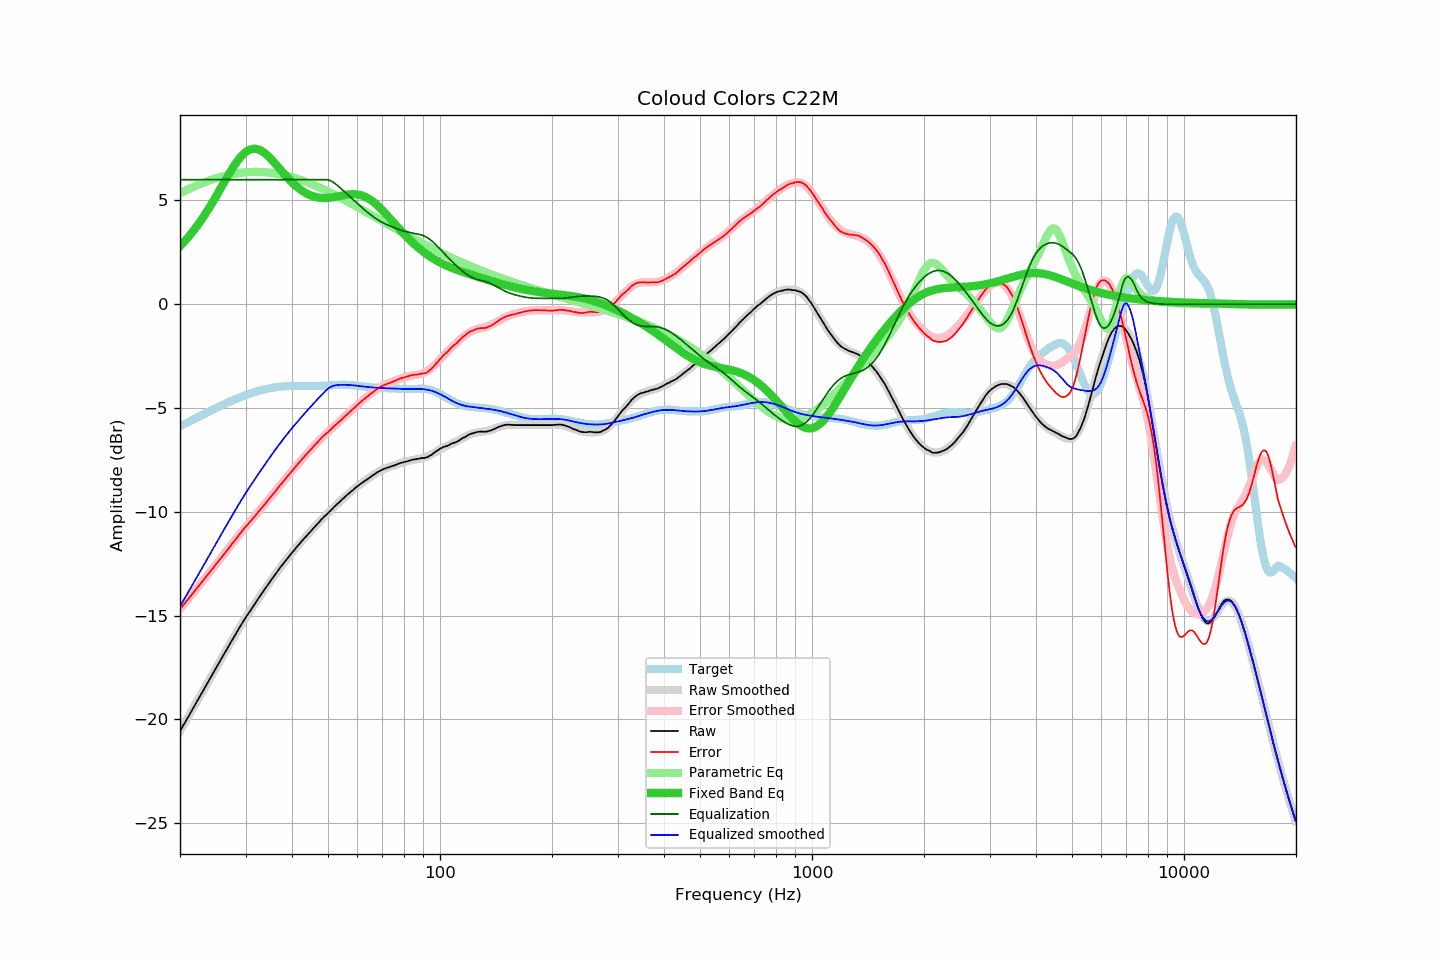 Coloud Colors C22M
Amplitude (dBr)
5
0
−5
−10
−15
−20
−25
Target
Raw Smoothed
Error Smoothed
Raw
Error
Parametric Eq
Fixed Band Eq
Equalization
Equalized smoothed
100
1000
10000
Frequency (Hz)